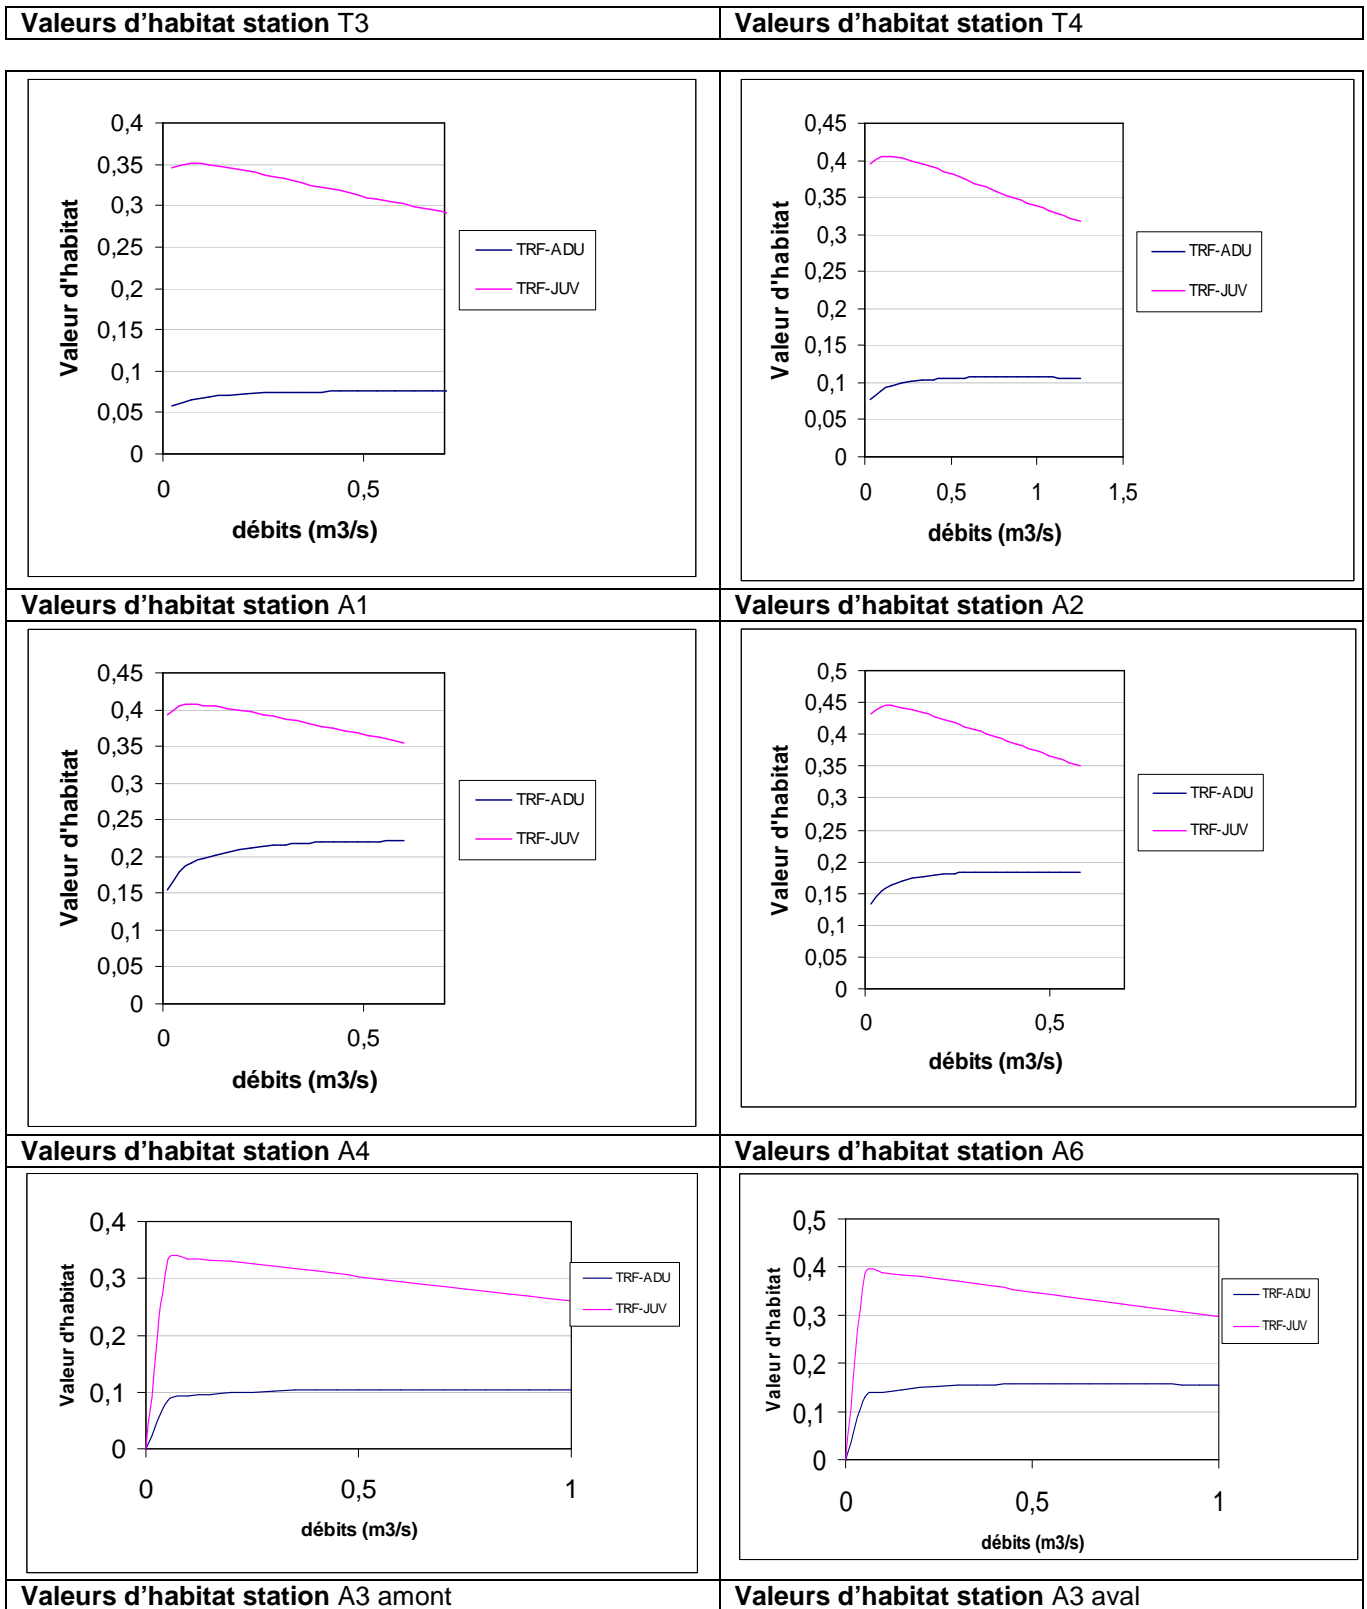 Valeurs d’habitat station T3
Valeurs d’habitat station T4
0,4
0,35
0,3
0,25
0,2
0,15
0,1
0,05
0
0
0,5
Valeur d'habitat
débits (m3/s)
TRF-ADU
TRF-JUV
0,45
0,4
0,35
0,3
0,25
0,2
0,15
0,1
0,05
0
0
0,5
1
1,5
Valeur d'habitat
débits (m3/s)
TRF-ADU
TRF-JUV
Valeurs d’habitat station A1
Valeurs d’habitat station A2
0,45
0,4
0,35
0,3
0,25
0,2
0,15
0,1
0,05
0
0
0,5
Valeur d'habitat
débits (m3/s)
TRF-ADU
TRF-JUV
0,5
0,45
0,4
0,35
0,3
0,25
0,2
0,15
0,1
0,05
0
0
0,5
Valeur d'habitat
débits (m3/s)
TRF-ADU
TRF-JUV
Valeurs d’habitat station A4
Valeurs d’habitat station A6
0,4
0,3
0,2
0,1
0
0
0,5
1
Valeur d'habitat
débits (m3/s)
TRF-ADU
TRF-JUV
0,5
0,4
0,3
0,2
0,1
0
0
0,5
1
Valeur d'habitat
débits (m3/s)
TRF-ADU
TRF-JUV
Valeurs d’habitat station A3 amont
Valeurs d’habitat station A3 aval